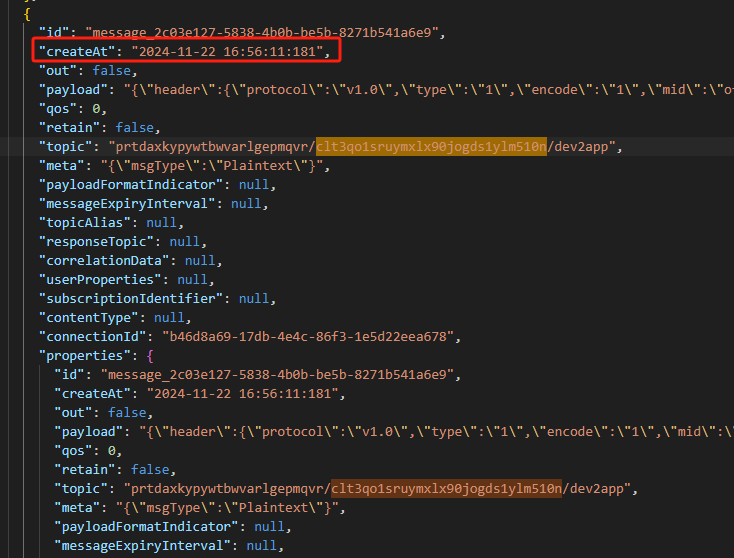 {
"id": "message_2c03e127-5838-4b0b-be5b-8271b541a6e9",
"createAt": "2024-11-22 16:56:11:181",
"out": false,
"payload": "{\"header\":{\"protocol\":\"v1.0\",\"type\":\"1\",\"encode\":\"1\",\"mid\":\"o
"qos": 0,
"retain": false,
"topic": "prtdaxkypywtbwvarlgepmqvr/clt3qo1sruymxlx90jogds1ylm510n/dev2app",
"meta": "{\"msgType\":\"Plaintext\"}",
"payloadFormatIndicator": null,
"messageExpiryInterval": null,
"topicAlias": null,
"responseTopic": null,
"correlationData": null,
"userProperties": null,
"subscriptionIdentifier": null,
"contentType": null,
"connectionId": "b46d8a69-17db-4e4c-86f3-1e5d22eea678",
"properties": {
"id": "message_2c03e127-5838-4b0b-be5b-8271b541a6e9",
"createAt": "2024-11-22 16:56:11:181",
"out": false,
"payload": "{\"header\":{\"protocol\":\"v1.0\",\"type\":\"1\",\"encode\":\"1\",\"mid\":\
"qos": 0,
"retain": false,
"topic": "prtdaxkypywtbwvarlgepmqvr/clt3qo1sruymxlx90jogds1ylm510n/dev2app",
"meta": "{\"msgType\":\"Plaintext\"}",
"payloadFormatIndicator": null,
"messageExpiryInterval": null,